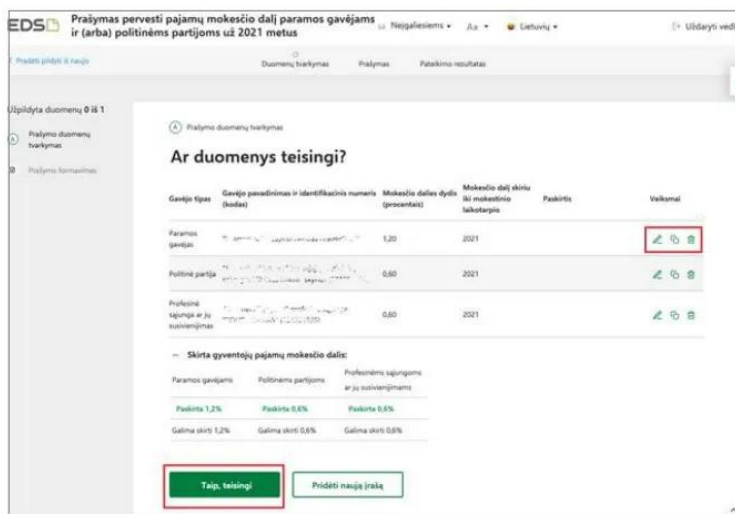 EDS
Prašymas pervesti pajamų mokesčio dalį paramos gavėjams
ir (arba) politinėms partijoms už 2021 metus
Neįgaliesiems
Aa
Lietuvių
Uždaryti vedl
Pradėti pildyti iš naujo
Duomenų tvarkymas
Prašymas
Pateikimo rezultatas
Užpildyta duomenų 0 iš 1
A
Prašymo duomenų
tvarkymas
Prašymo formavimas
A Prašymo duomenų tvarkymas
Ar duomenys teisingi?
Gavėjo tipas
Gavėjo pavadinimas ir identifikacinis numeris
(kodas)
Mokesčio dalies dydis
(procentais)
Mokesčio dalį skiriu
iki mokestinio
laikotarpio
Paskirtis
Veiksmai
Paramos
gavėjas
1,20
2021
Politinė partija
0,60
2021
Profesinė
sąjunga ar jų
susivienijimas
0,60
2021
— Skirta gyventojų pajamų mokesčio dalis:
Paramos gavėjams
Politinėms partijoms
Profesinėms sąjungoms
ar jų susivienijimams
Paskirta 1,2%
Paskirta 0,6%
Paskirta 0,6%
Galima skirti 1,2%
Galima skirti 0,6%
Galima skirti 0,6%
Taip, teisingi
Pridėti naują įrašą